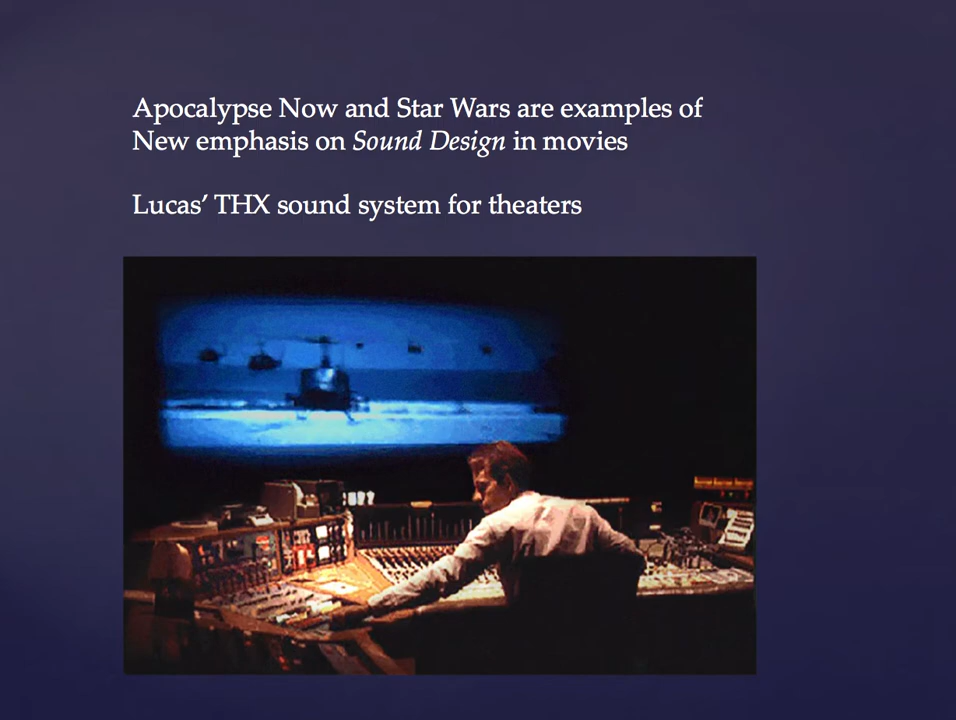 Apocalypse Now and Star Wars are examples of
New emphasis on Sound Design in movies
Lucas’ THX sound system for theaters